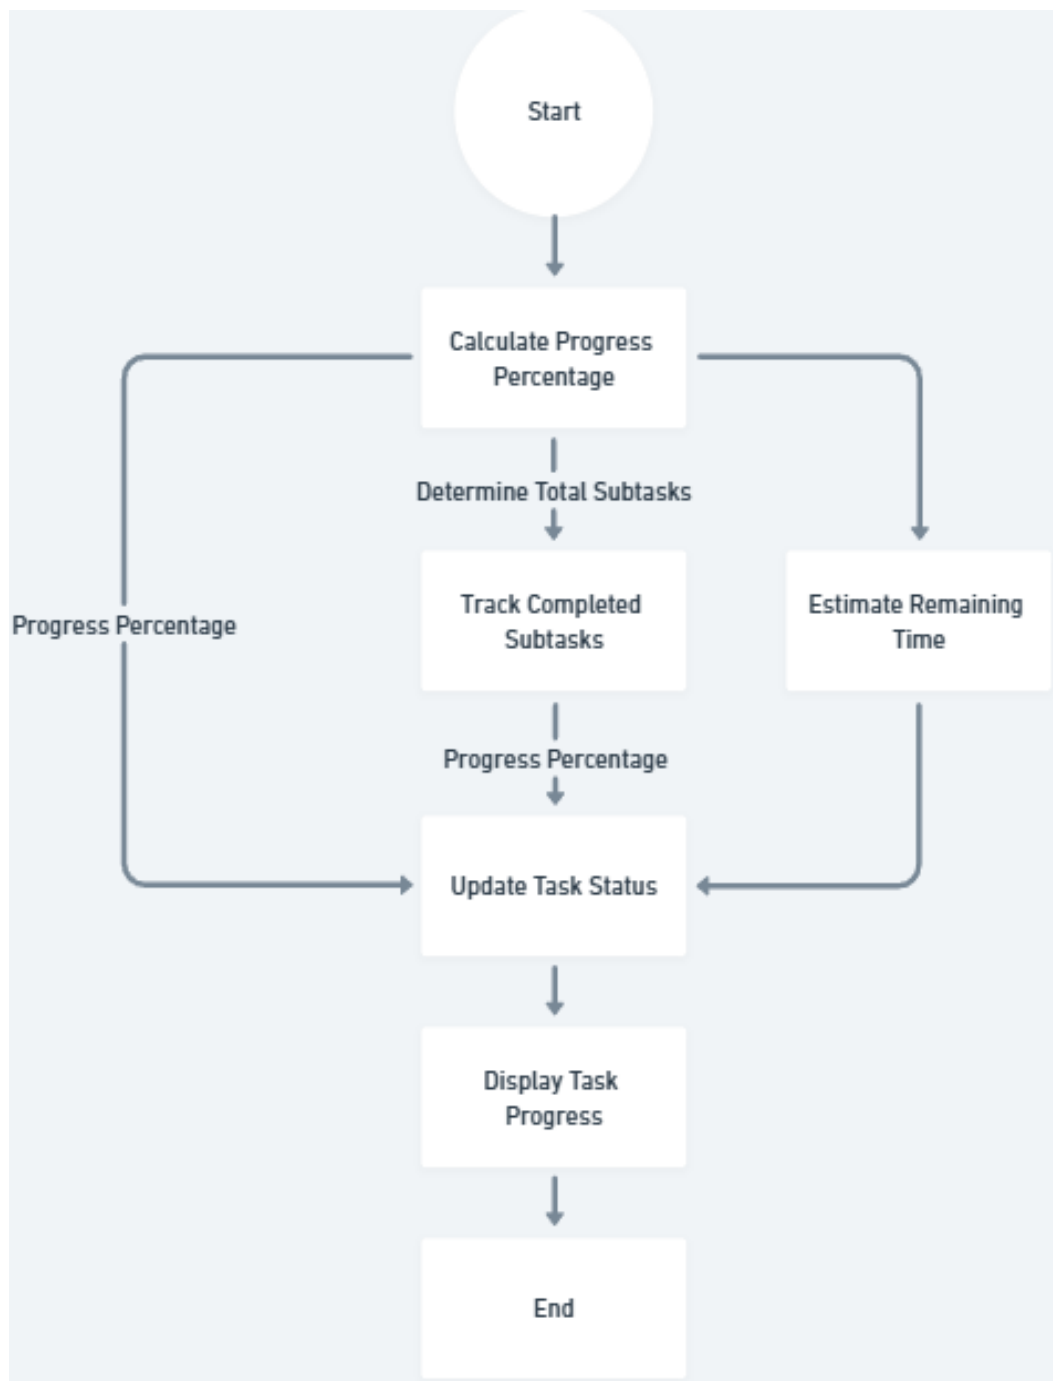 Start
Calculate Progress
Percentage
Determine Total Subtasks
Track Completed
Subtasks
Estimate Remaining
Time
Progress Percentage
Progress Percentage
Update Task Status
Display Task
Progress
End